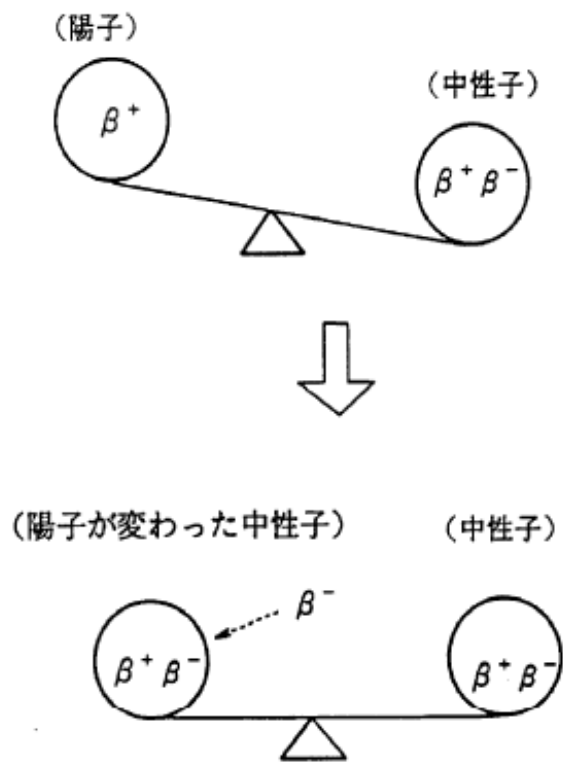 (陽子)
(中性子)
β⁺
β⁺ β⁻
(陽子が変わった中性子)
(中性子)
β⁻
β⁺ β⁻
β⁺ β⁻